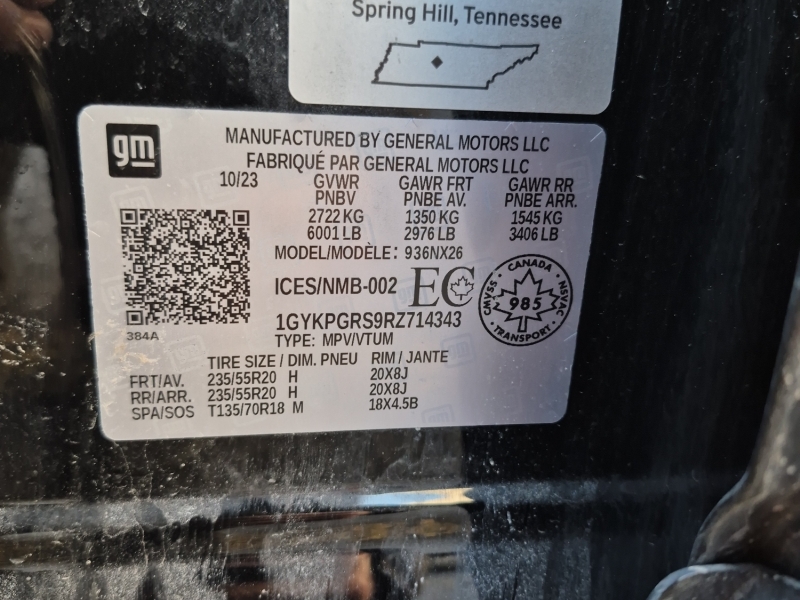 Spring Hill, Tennessee
gm
MANUFACTURED BY GENERAL MOTORS LLC
FABRIQUÉ PAR GENERAL MOTORS LLC
10/23 GVWR GAWR FRT GAWR RR
PNBV PNBE AV. PNBE ARR.
2722 KG 1350 KG 1545 KG
6001 LB 2976 LB 3406 LB
MODEL/MODÈLE: 936NX26
ICES/NMB-002 EC
CANADA
CMVSS 985 NSVAC
TRANSPORT
384A
1GYKPGRS9RZ714343
TYPE: MPV/VTUM
TIRE SIZE / DIM. PNEU RIM / JANTE
FRT/AV. 235/55R20 H 20X8J
RR/ARR. 235/55R20 H 20X8J
SPA/SOS T135/70R18 M 18X4.5B